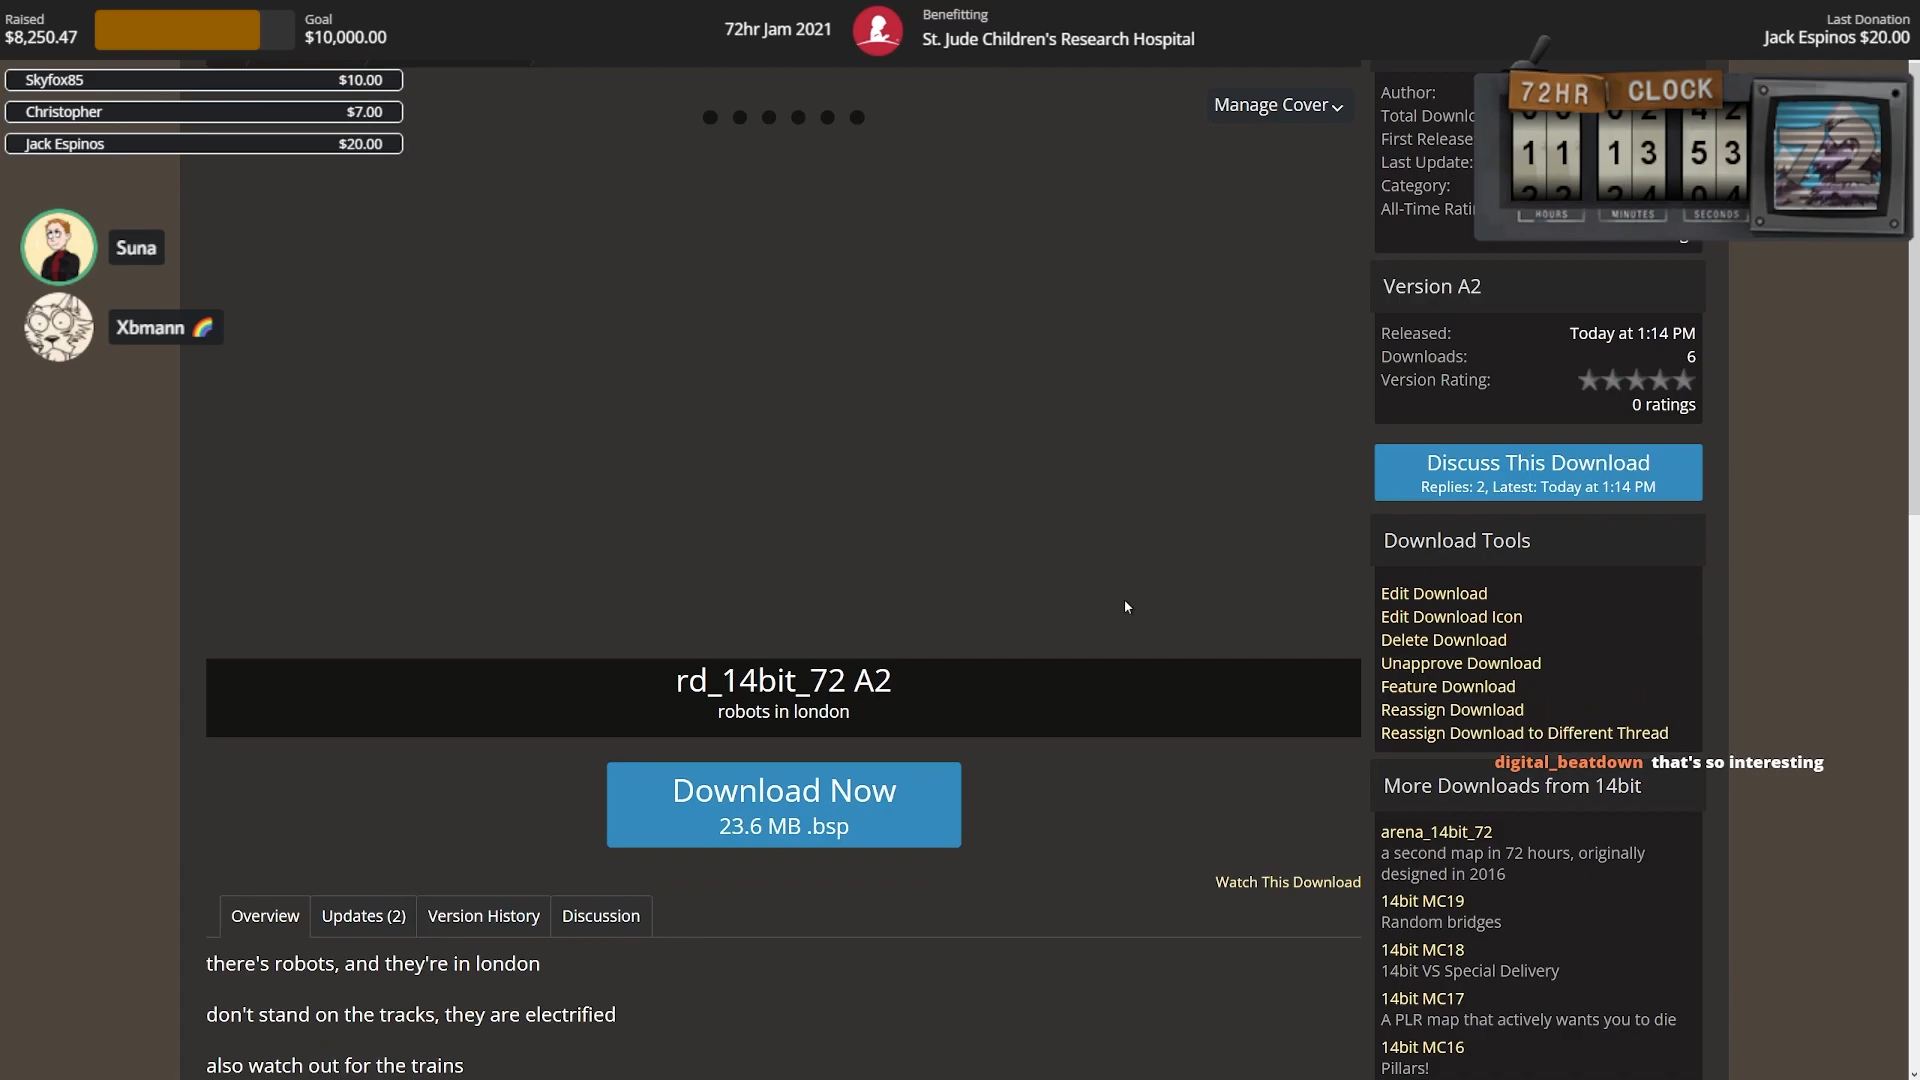 Raised
$8,250.47
Goal
$10,000.00
72hr Jam 2021
Benefitting
St. Jude Children's Research Hospital
Last Donation
Jack Espinos $20.00
Skyfox85 $10.00
Christopher $7.00
Jack Espinos $20.00
Suna
Xbmann 🌈
Manage Cover
Author:
Total Downlo
First Release
Last Update:
Category:
All-Time Rati
72HR CLOCK
11 13 53
HOURS MINUTES SECONDS
72
Version A2
Released: Today at 1:14 PM
Downloads: 6
Version Rating:
0 ratings
Discuss This Download
Replies: 2, Latest: Today at 1:14 PM
Download Tools
Edit Download
Edit Download Icon
Delete Download
Unapprove Download
Feature Download
Reassign Download
Reassign Download to Different Thread
digital_beatdown that's so interesting
More Downloads from 14bit
arena_14bit_72
a second map in 72 hours, originally
designed in 2016
14bit MC19
Random bridges
14bit MC18
14bit VS Special Delivery
14bit MC17
A PLR map that actively wants you to die
14bit MC16
Pillars!
rd_14bit_72 A2
robots in london
Download Now
23.6 MB .bsp
Watch This Download
Overview
Updates (2)
Version History
Discussion
there's robots, and they're in london
don't stand on the tracks, they are electrified
also watch out for the trains